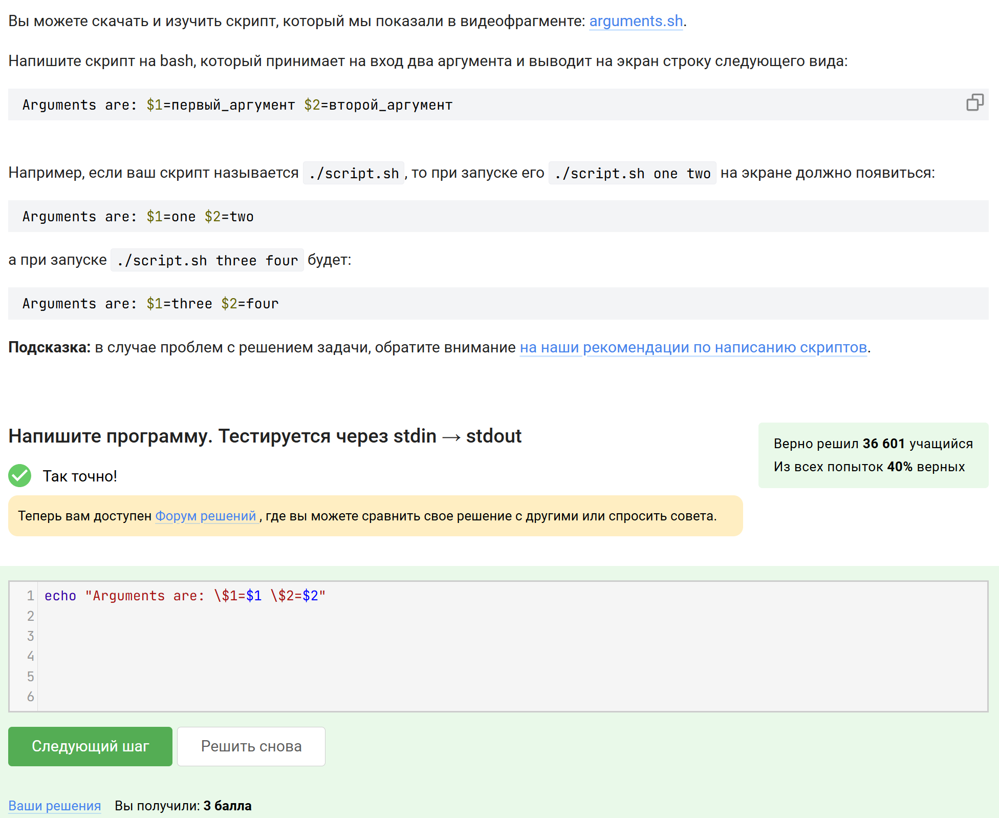 Вы можете скачать и изучить скрипт, который мы показали в видеофрагменте: arguments.sh.
Напишите скрипт на bash, который принимает на вход два аргумента и выводит на экран строку следующего вида:
Arguments are: $1=первый_аргумент $2=второй_аргумент
Например, если ваш скрипт называется ./script.sh, то при запуске его ./script.sh one two на экране должно появиться:
Arguments are: $1=one $2=two
а при запуске ./script.sh three four будет:
Arguments are: $1=three $2=four
Подсказка: в случае проблем с решением задачи, обратите внимание на наши рекомендации по написанию скриптов.
Напишите программу. Тестируется через stdin → stdout
Верно решил 36 601 учащийся
Из всех попыток 40% верных
Так точно!
Теперь вам доступен Форум решений , где вы можете сравнить свое решение с другими или спросить совета.
1 echo "Arguments are: \$1=$1 \$2=$2"
2
3
4
5
6
Следующий шаг Решить снова
Ваши решения Вы получили: 3 балла